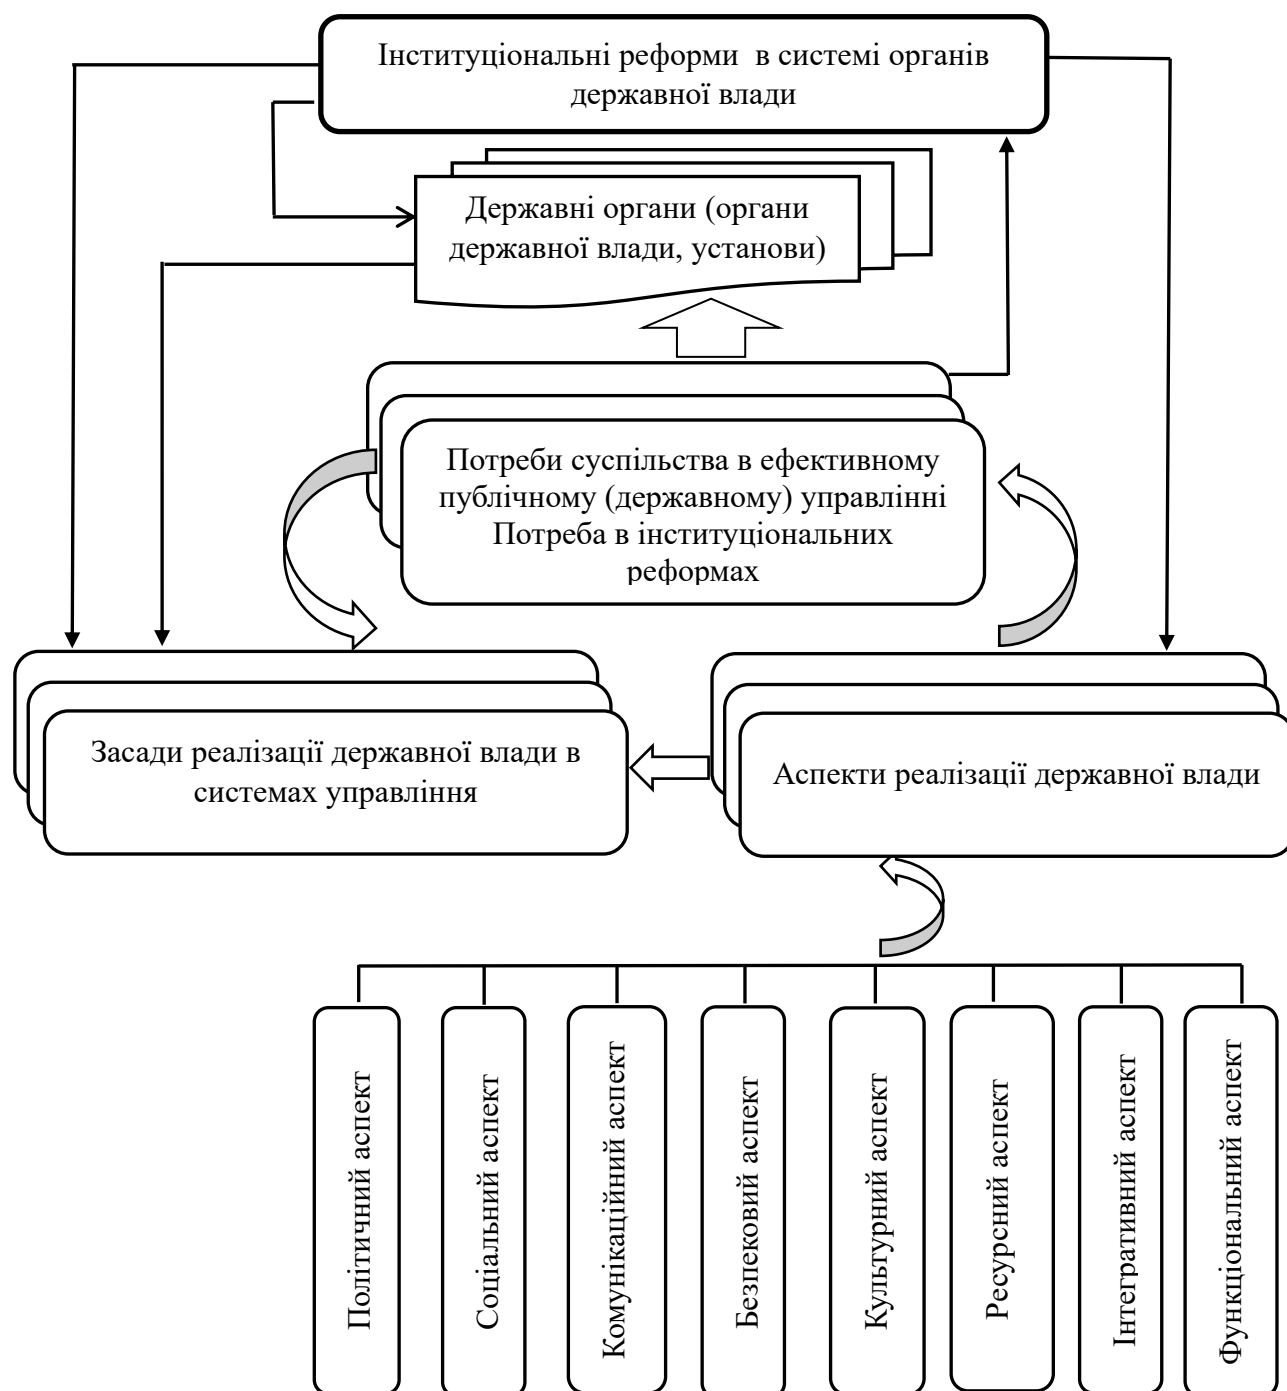 Інституціональні реформи в системі органів
державної влади
Державні органи (органи
державної влади, установи)
Потреби суспільства в ефективному
публічному (державному) управлінні
Потреба в інституціональних
реформах
Засади реалізації державної влади в
системах управління
Аспекти реалізації державної влади
Політичний аспект
Соціальний аспект
Комунікаційний аспект
Безпековий аспект
Культурний аспект
Ресурсний аспект
Інтегративний аспект
Функціональний аспект